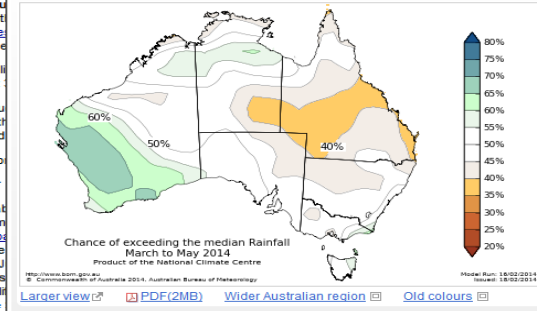 60%
50%
40%
80%
75%
70%
65%
60%
55%
50%
45%
40%
35%
30%
25%
20%
Chance of exceeding the median Rainfall
March to May 2014
Product of the National Climate Centre
http://www.bom.gov.au
© Commonwealth of Australia 2014, Australian Bureau of Meteorology
Model Run: 16/02/2014
Issued: 18/02/2014
Larger view PDF(2MB) Wider Australian region Old colours